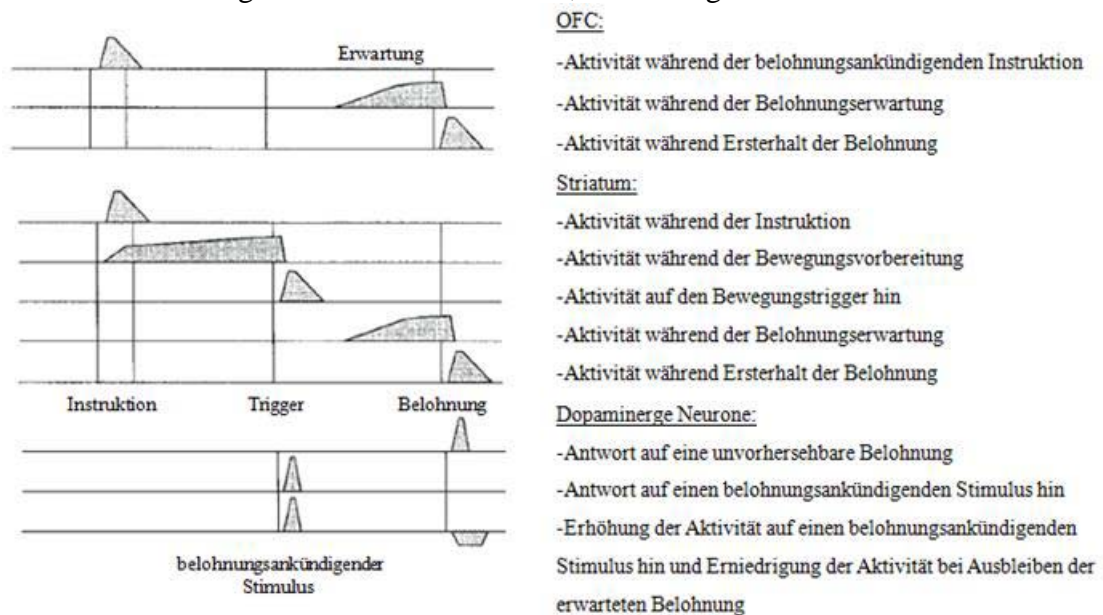 Erwartung
Instruktion Trigger Belohnung
belohnungsankündigender
Stimulus
OFC:
-Aktivität während der belohnungsankündigenden Instruktion
-Aktivität während der Belohnungserwartung
-Aktivität während Ersterhalt der Belohnung
Striatum:
-Aktivität während der Instruktion
-Aktivität während der Bewegungsvorbereitung
-Aktivität auf den Bewegungstrigger hin
-Aktivität während der Belohnungserwartung
-Aktivität während Ersterhalt der Belohnung
Dopaminerge Neurone:
-Antwort auf eine unvorhersehbare Belohnung
-Antwort auf einen belohnungsankündigenden Stimulus hin
-Erhöhung der Aktivität auf einen belohnungsankündigenden
Stimulus hin und Erniedrigung der Aktivität bei Ausbleiben der
erwarteten Belohnung